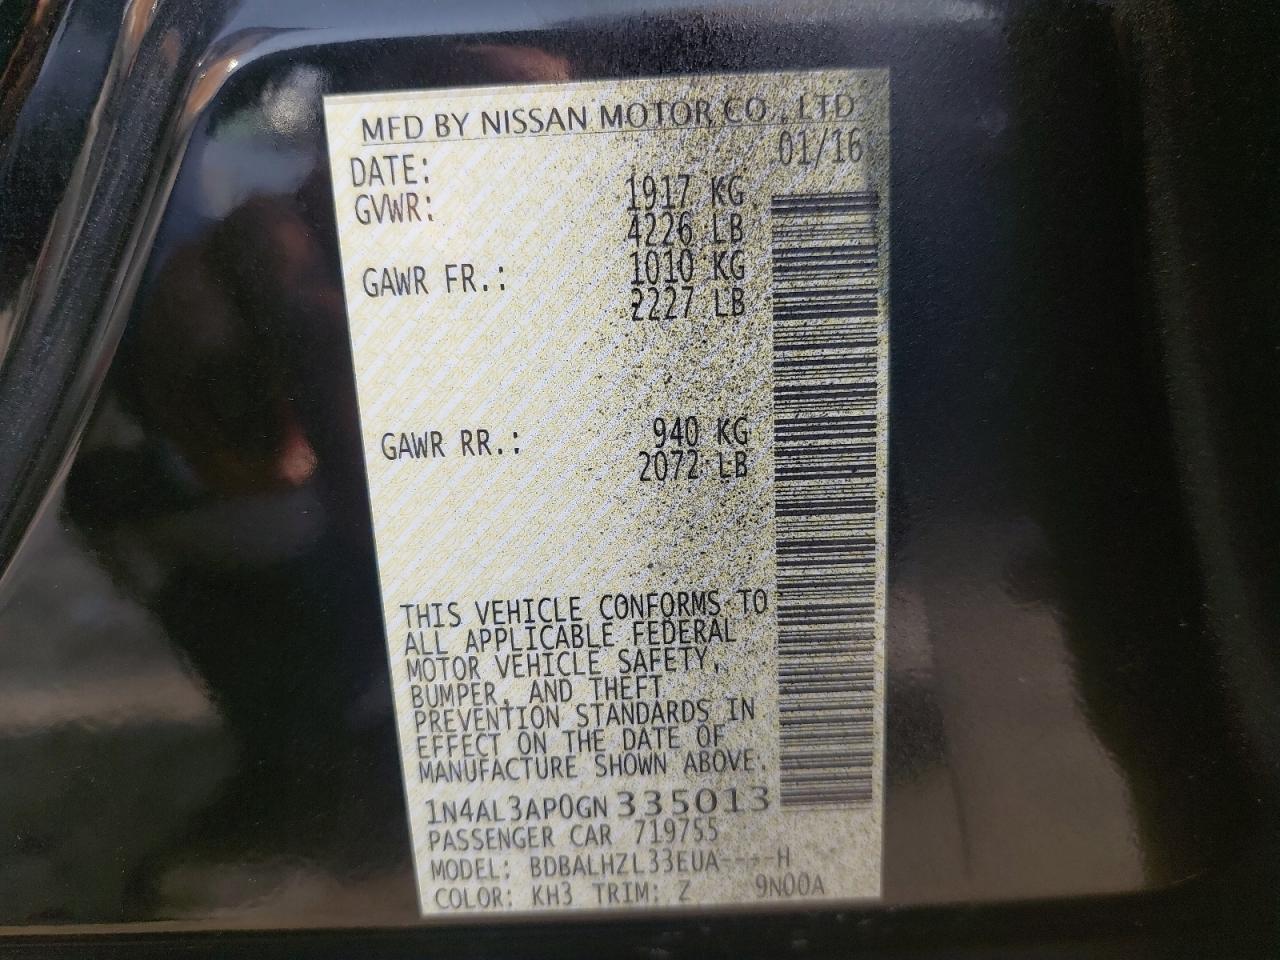 MFD BY NISSAN MOTOR CO., LTD.
DATE: 01/16
GVWR: 1917 KG
4226 LB
GAWR FR.: 1010 KG
2227 LB
GAWR RR.: 940 KG
2072 LB
THIS VEHICLE CONFORMS TO
ALL APPLICABLE FEDERAL
MOTOR VEHICLE SAFETY,
BUMPER, AND THEFT
PREVENTION STANDARDS IN
EFFECT ON THE DATE OF
MANUFACTURE SHOWN ABOVE.
1N4AL3AP0GN335013
PASSENGER CAR 719755
MODEL: BDBALHZL33EUA----H
COLOR: KH3 TRIM: Z 9N00A